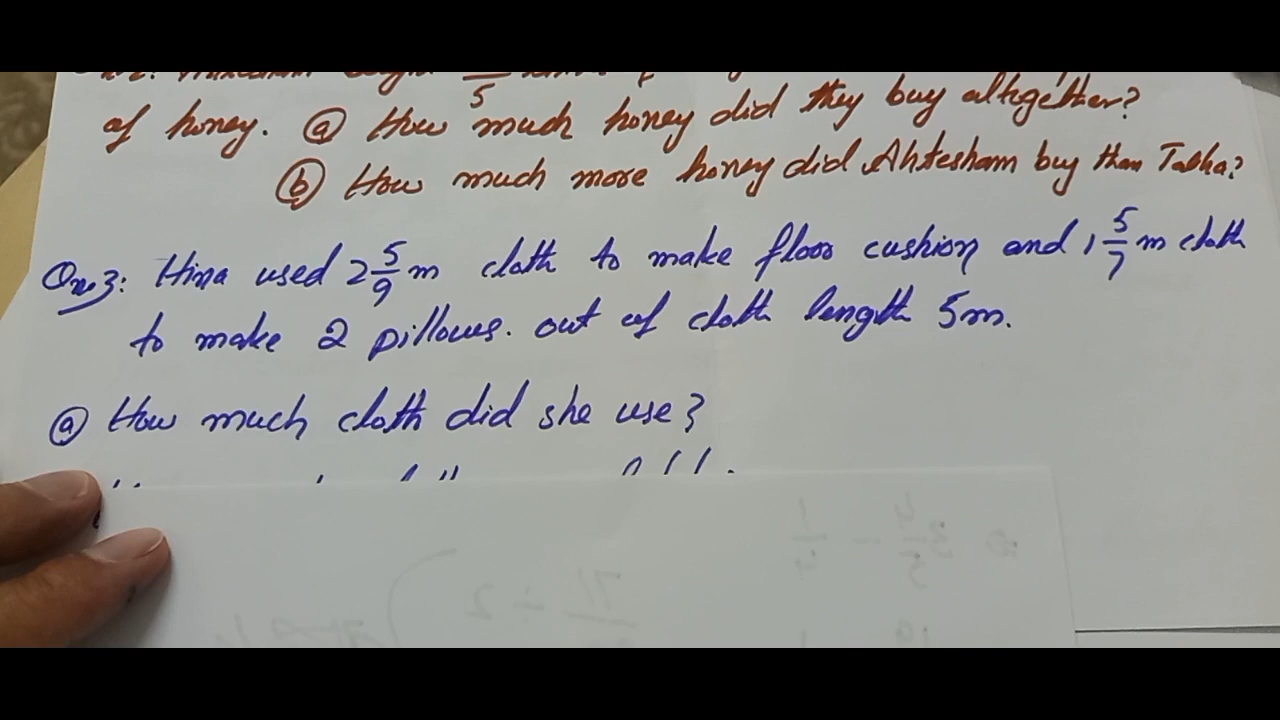 5
of honey. ⓐ How much honey did they buy altogether?
ⓑ How much more honey did Ahtesham buy than Talha?
Qno3: Hina used 2 5/9 m cloth to make floor cushion and 1 5/7 m cloth
to make 2 pillows. out of cloth length 5m.
ⓐ How much cloth did she use?